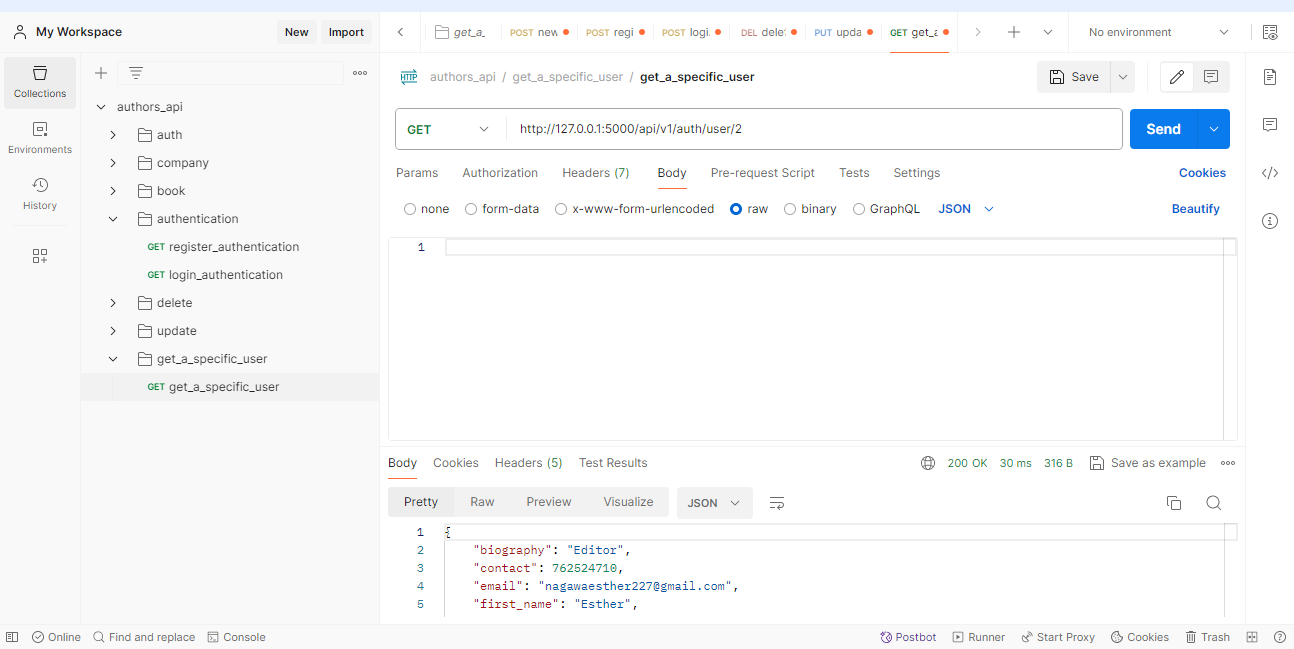 My Workspace
New
Import
get_a_
POST new
POST regi
POST logi
DEL dele
PUT upda
GET get_a
No environment
Collections
Environments
History
authors_api
auth
company
book
authentication
GET register_authentication
GET login_authentication
delete
update
get_a_specific_user
GET get_a_specific_user
HTTP authors_api / get_a_specific_user / get_a_specific_user
Save
GET
http://127.0.0.1:5000/api/v1/auth/user/2
Send
Params
Authorization
Headers (7)
Body
Pre-request Script
Tests
Settings
Cookies
none
form-data
x-www-form-urlencoded
raw
binary
GraphQL
JSON
Beautify
1
Body
Cookies
Headers (5)
Test Results
200 OK
30 ms
316 B
Save as example
Pretty
Raw
Preview
Visualize
JSON
1 {
2 "biography": "Editor",
3 "contact": 762524710,
4 "email": "nagawaesther227@gmail.com",
5 "first_name": "Esther",
Online
Find and replace
Console
Postbot
Runner
Start Proxy
Cookies
Trash